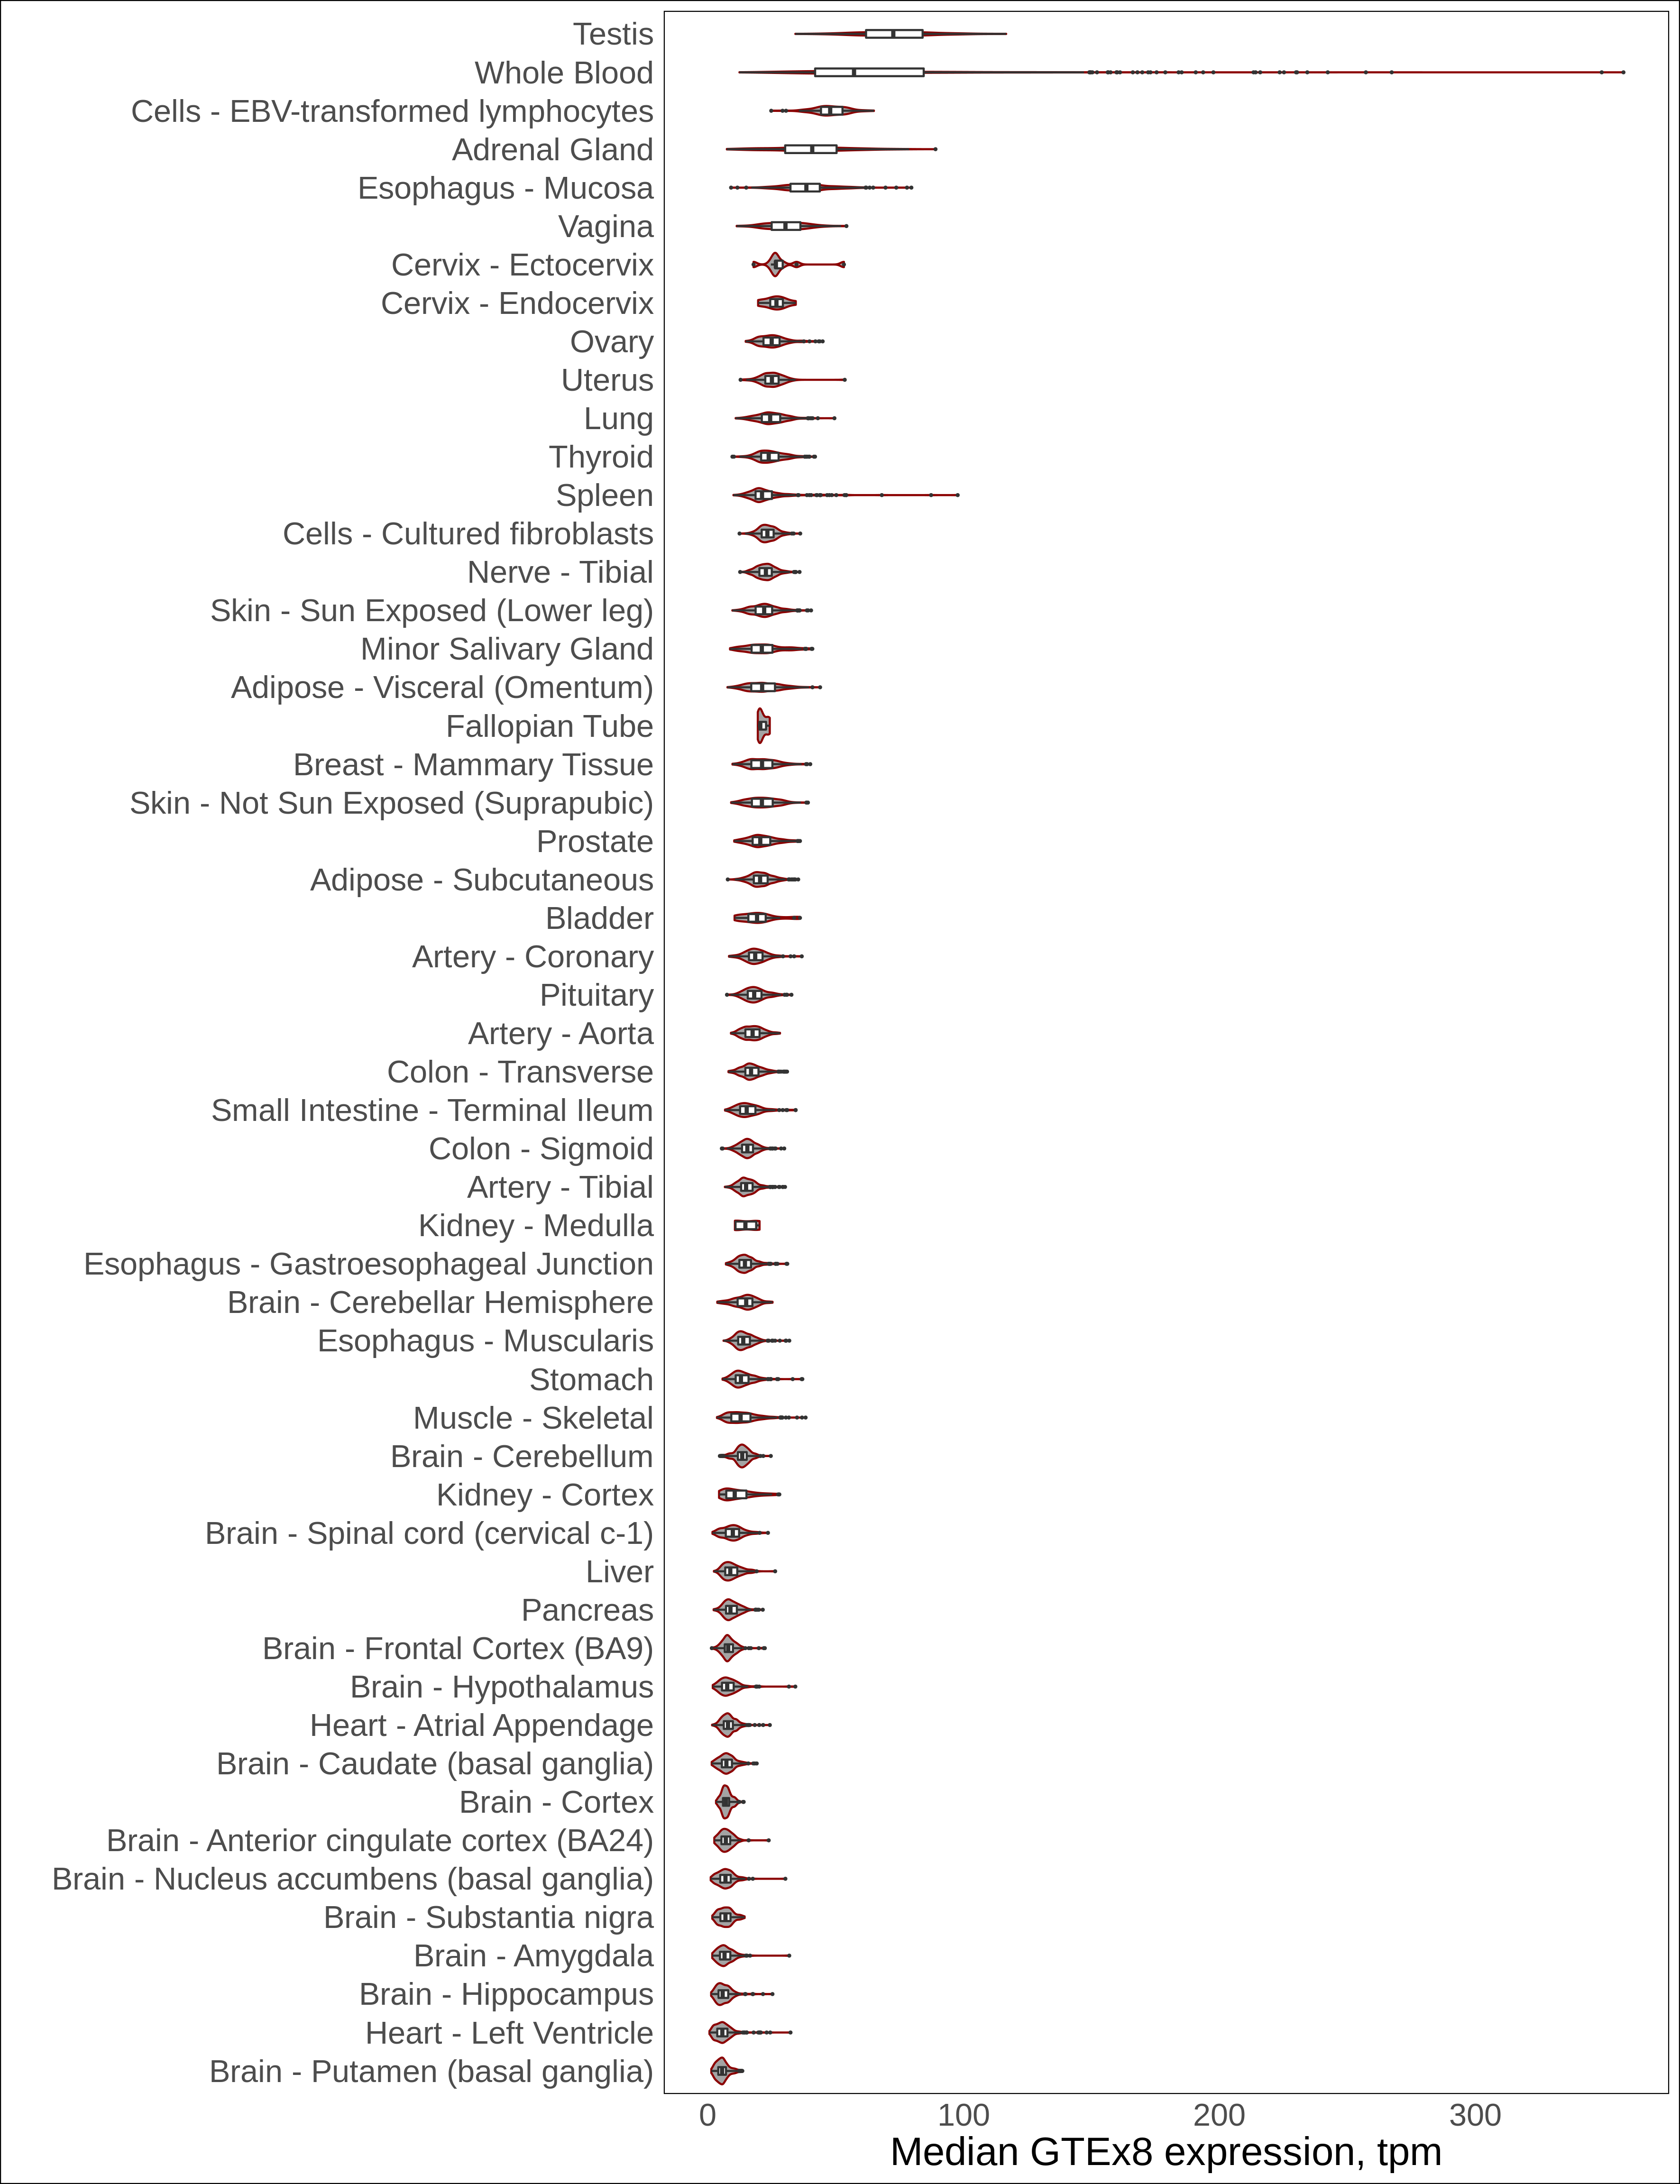 Testis
Whole Blood
Cells - EBV-transformed lymphocytes
Adrenal Gland
Esophagus - Mucosa
Vagina
Cervix - Ectocervix
Cervix - Endocervix
Ovary
Uterus
Lung
Thyroid
Spleen
Cells - Cultured fibroblasts
Nerve - Tibial
Skin - Sun Exposed (Lower leg)
Minor Salivary Gland
Adipose - Visceral (Omentum)
Fallopian Tube
Breast - Mammary Tissue
Skin - Not Sun Exposed (Suprapubic)
Prostate
Adipose - Subcutaneous
Bladder
Artery - Coronary
Pituitary
Artery - Aorta
Colon - Transverse
Small Intestine - Terminal Ileum
Colon - Sigmoid
Artery - Tibial
Kidney - Medulla
Esophagus - Gastroesophageal Junction
Brain - Cerebellar Hemisphere
Esophagus - Muscularis
Stomach
Muscle - Skeletal
Brain - Cerebellum
Kidney - Cortex
Brain - Spinal cord (cervical c-1)
Liver
Pancreas
Brain - Frontal Cortex (BA9)
Brain - Hypothalamus
Heart - Atrial Appendage
Brain - Caudate (basal ganglia)
Brain - Cortex
Brain - Anterior cingulate cortex (BA24)
Brain - Nucleus accumbens (basal ganglia)
Brain - Substantia nigra
Brain - Amygdala
Brain - Hippocampus
Heart - Left Ventricle
Brain - Putamen (basal ganglia)
0 100 200 300
Median GTEx8 expression, tpm